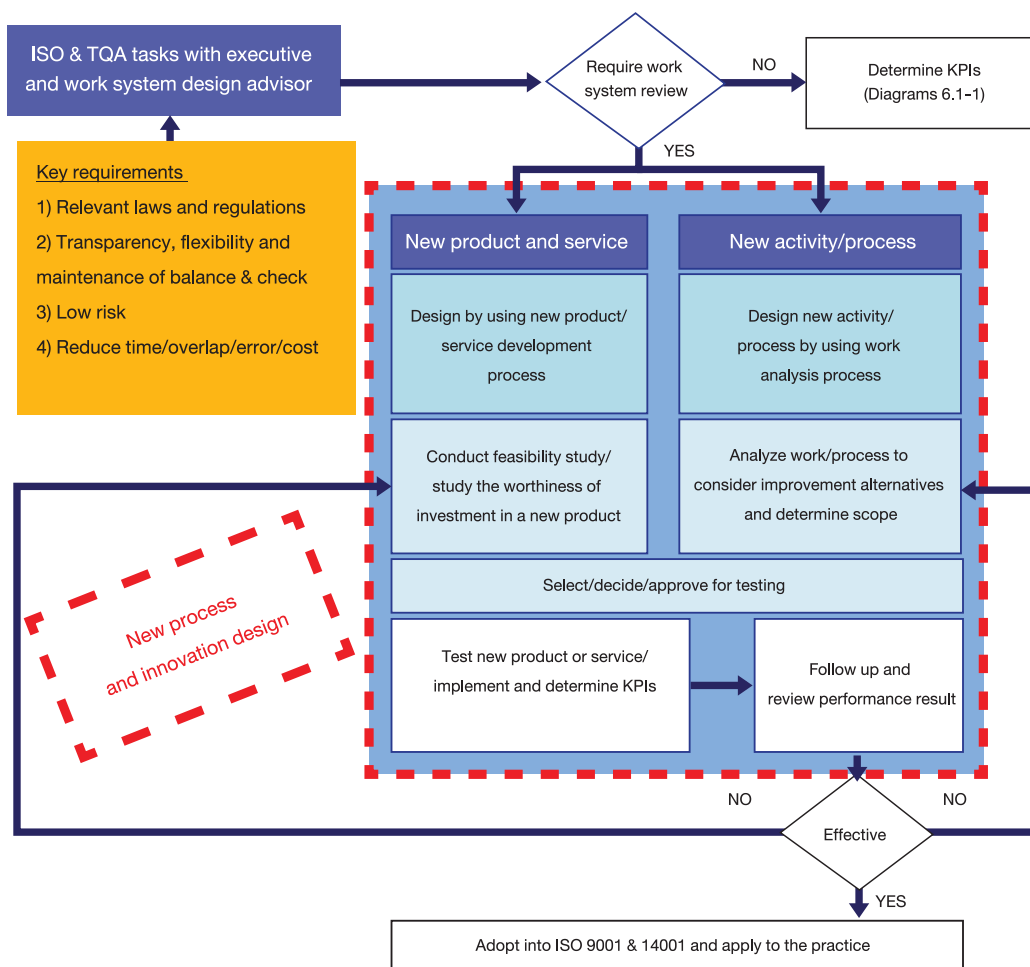 ISO & TQA tasks with executive
and work system design advisor
Require work
system review
NO
Determine KPIs
(Diagrams 6.1-1)
YES
Key requirements
1) Relevant laws and regulations
2) Transparency, flexibility and
maintenance of balance & check
3) Low risk
4) Reduce time/overlap/error/cost
New product and service
New activity/process
Design by using new product/
service development
process
Design new activity/
process by using work
analysis process
Conduct feasibility study/
study the worthiness of
investment in a new product
Analyze work/process to
consider improvement alternatives
and determine scope
Select/decide/approve for testing
New process
and innovation design
Test new product or service/
implement and determine KPIs
Follow up and
review performance result
NO
NO
Effective
YES
Adopt into ISO 9001 & 14001 and apply to the practice